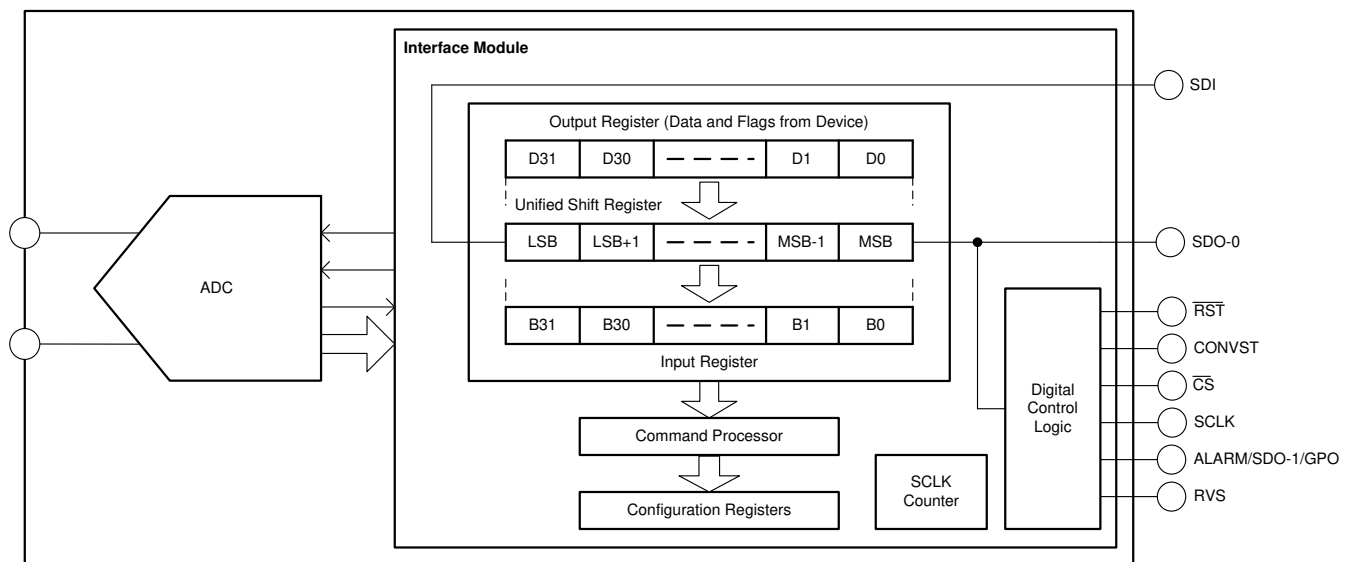 Interface Module
SDI
Output Register (Data and Flags from Device)
D31 D30 D1 D0
Unified Shift Register
LSB LSB+1 MSB-1 MSB
SDO-0
ADC
B31 B30 B1 B0
Input Register
RST
CONVST
CS
SCLK
ALARM/SDO-1/GPO
RVS
Digital
Control
Logic
Command Processor
SCLK
Counter
Configuration Registers